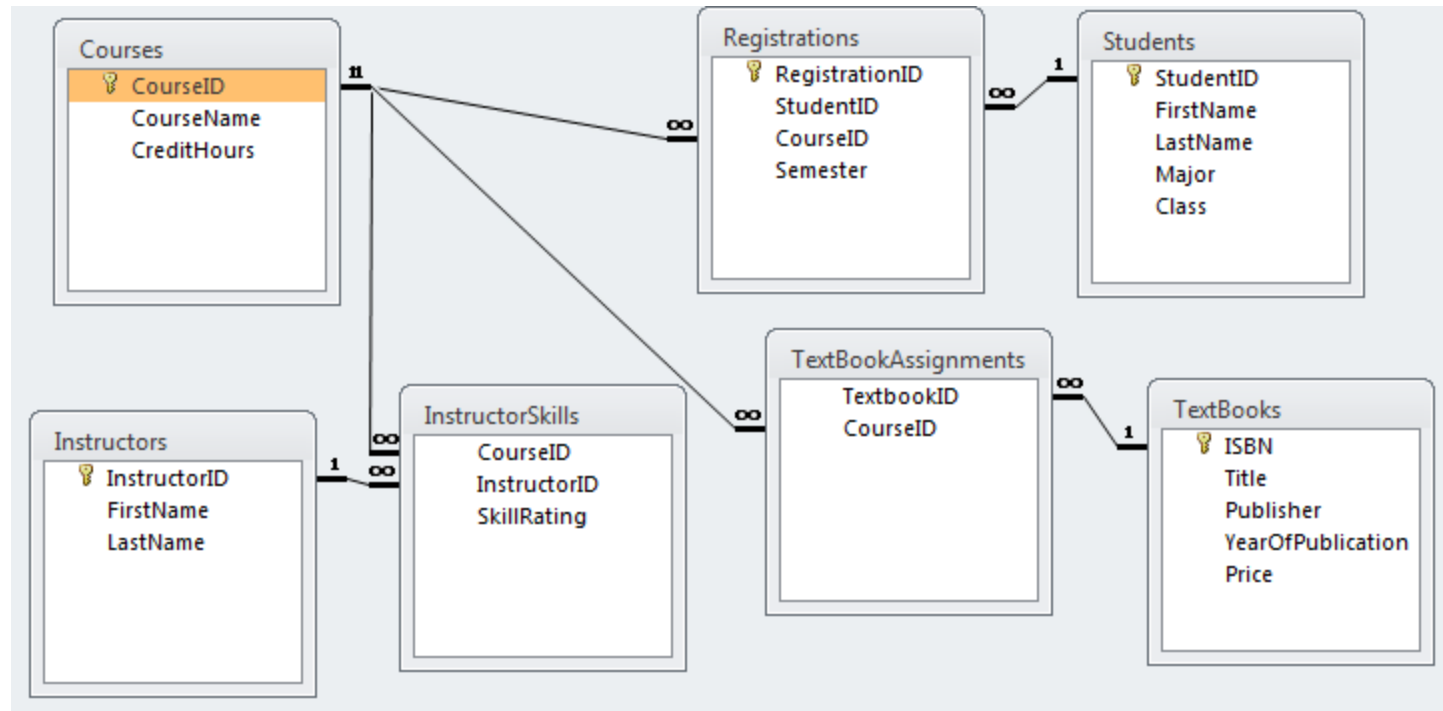 Courses
CourseID
CourseName
CreditHours
Registrations
RegistrationID
StudentID
CourseID
Semester
Students
StudentID
FirstName
LastName
Major
Class
Instructors
InstructorID
FirstName
LastName
InstructorSkills
CourseID
InstructorID
SkillRating
TextBookAssignments
TextbookID
CourseID
TextBooks
ISBN
Title
Publisher
YearOfPublication
Price
1
∞
∞
1
∞
∞
1
∞
∞
1